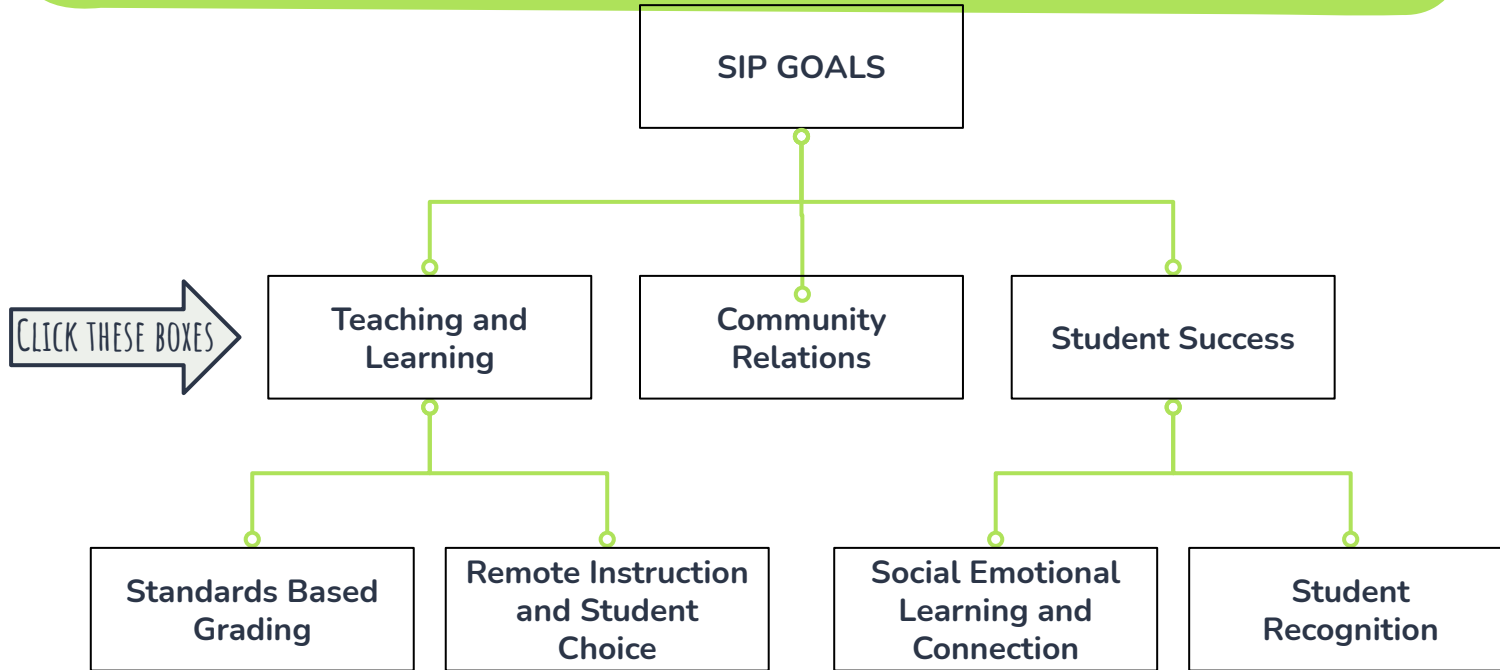 SIP GOALS
CLICK THESE BOXES
Teaching and
Learning
Community
Relations
Student Success
Standards Based
Grading
Remote Instruction
and Student
Choice
Social Emotional
Learning and
Connection
Student
Recognition